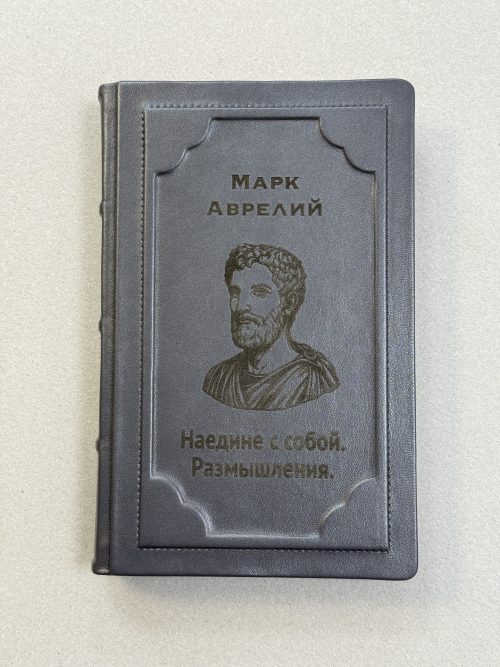 Марк
Аврелий
Наедине с собой.
Размышления.